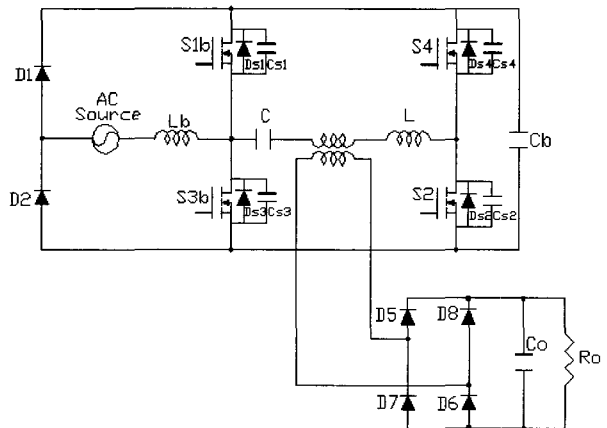 S1b
Ds1
Cs1
S4
Ds4
Cs4
D1
AC
Source
Lb
C
L
Cb
D2
S3b
Ds3
Cs3
S2
Ds2
Cs2
D5
D8
Co
Ro
D7
D6